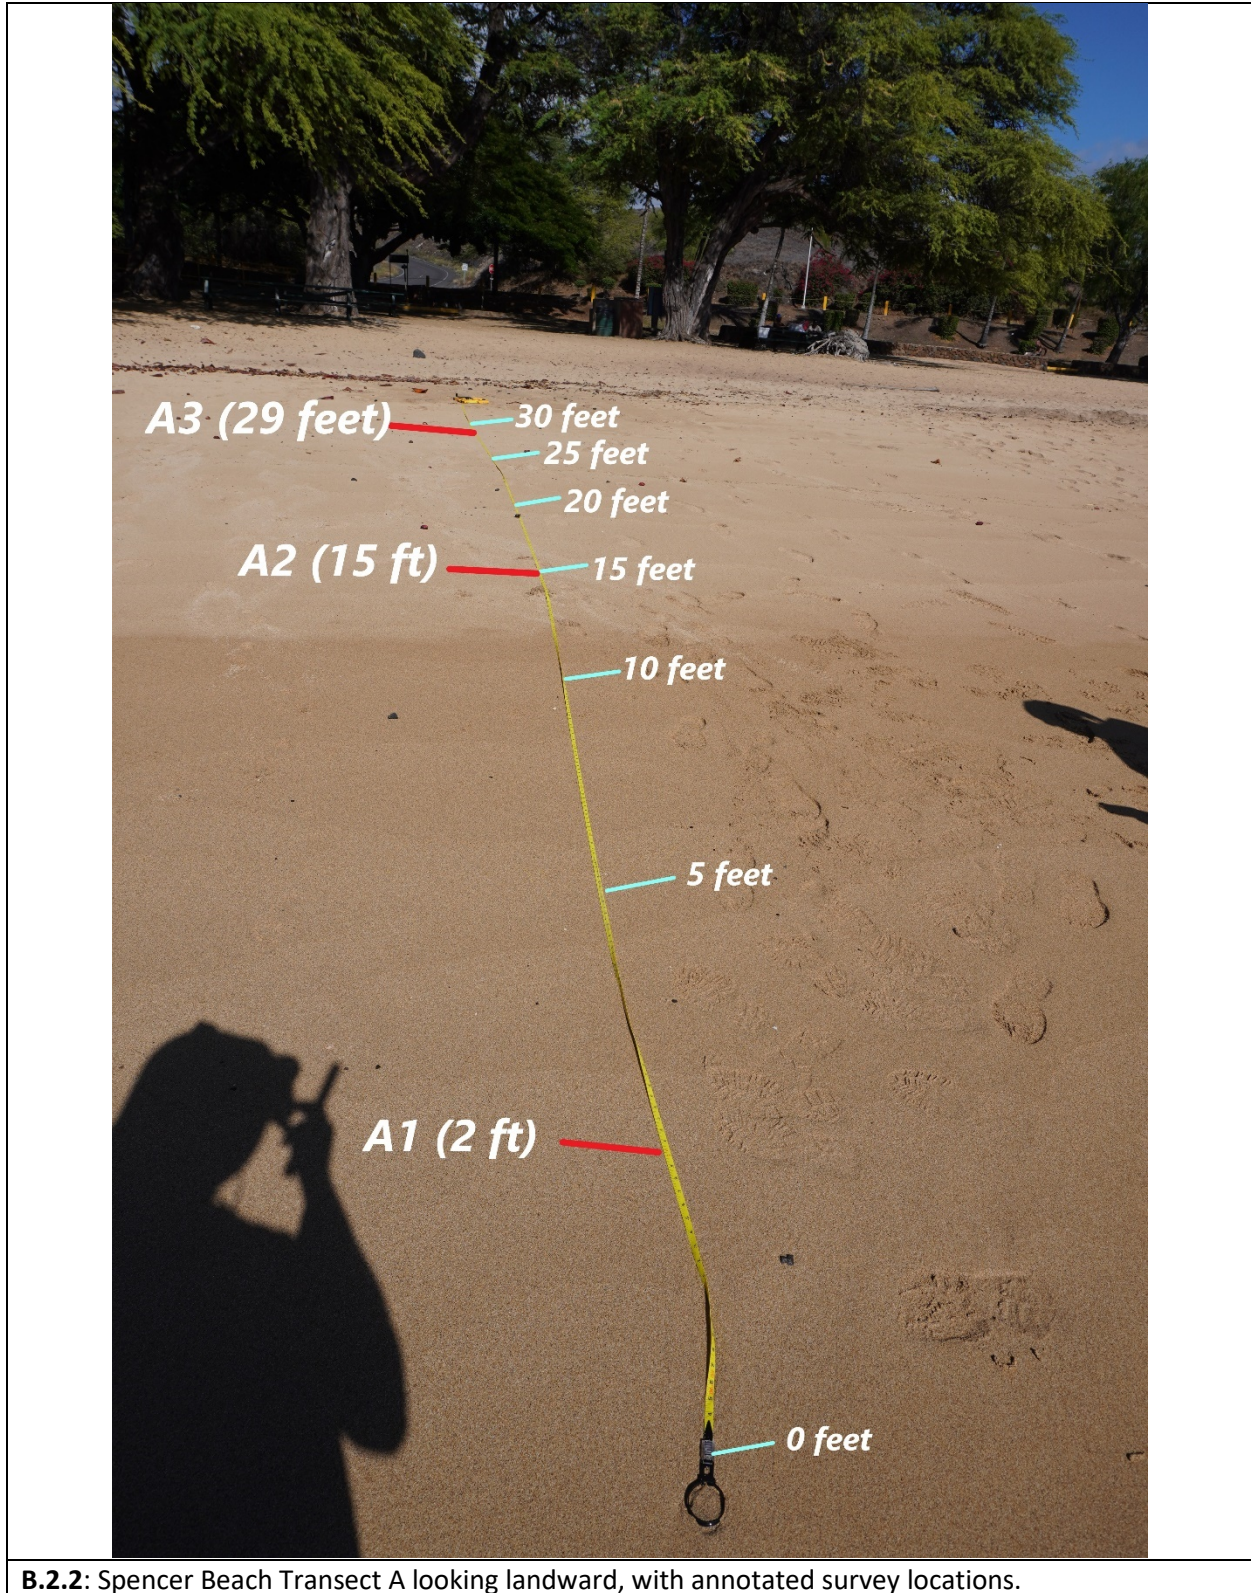 A3 (29 feet)
30 feet
25 feet
20 feet
A2 (15 ft)
15 feet
10 feet
5 feet
A1 (2 ft)
0 feet
B.2.2: Spencer Beach Transect A looking landward, with annotated survey locations.